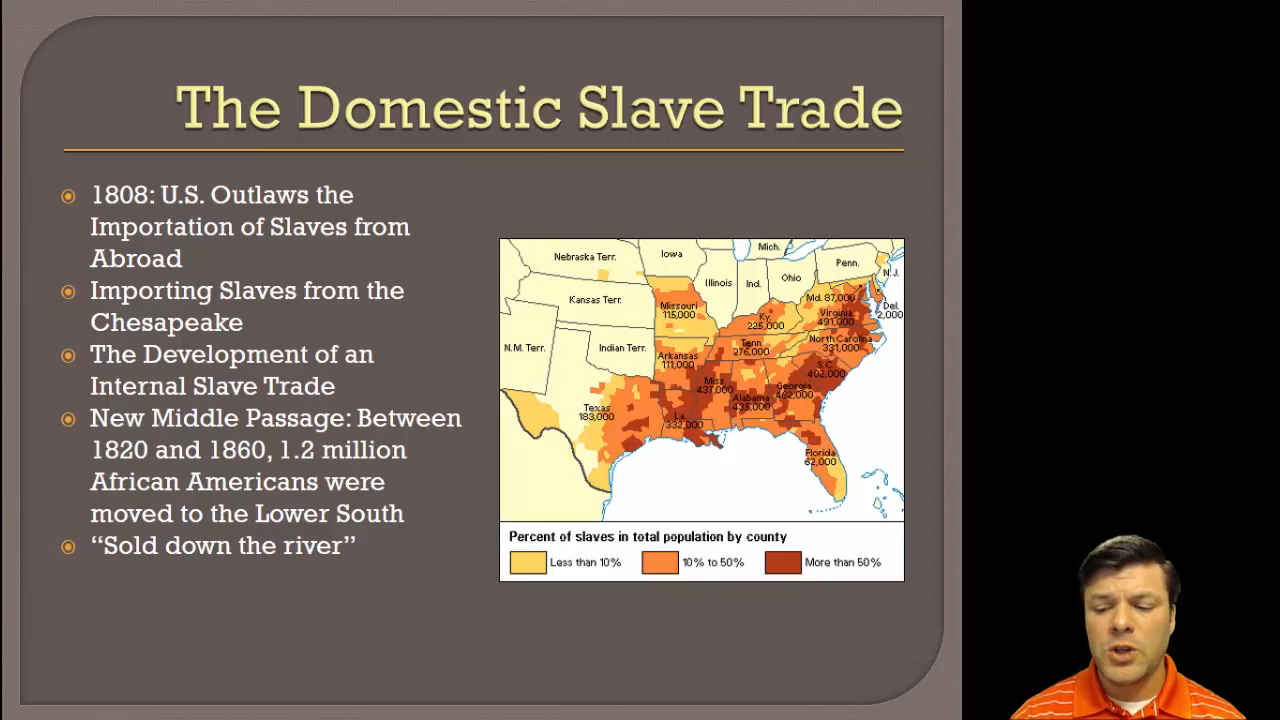 The Domestic Slave Trade
1808: U.S. Outlaws the
Importation of Slaves from
Abroad
Importing Slaves from the
Chesapeake
The Development of an
Internal Slave Trade
New Middle Passage: Between
1820 and 1860, 1.2 million
African Americans were
moved to the Lower South
“Sold down the river”
Nebraska Terr.
Iowa
Mich.
Penn.
N.J.
Illinois
Ind.
Ohio
Kansas Terr.
Missouri
115,000
Ky.
225,000
Md. 87,000
Virginia
491,000
Del.
2,000
N.M. Terr.
Indian Terr.
Arkansas
111,000
Tenn.
276,000
North Carolina
331,000
S.C.
402,000
Miss.
437,000
Alabama
435,000
Georgia
462,000
Texas
183,000
La.
332,000
Florida
62,000
Percent of slaves in total population by county
Less than 10%
10% to 50%
More than 50%